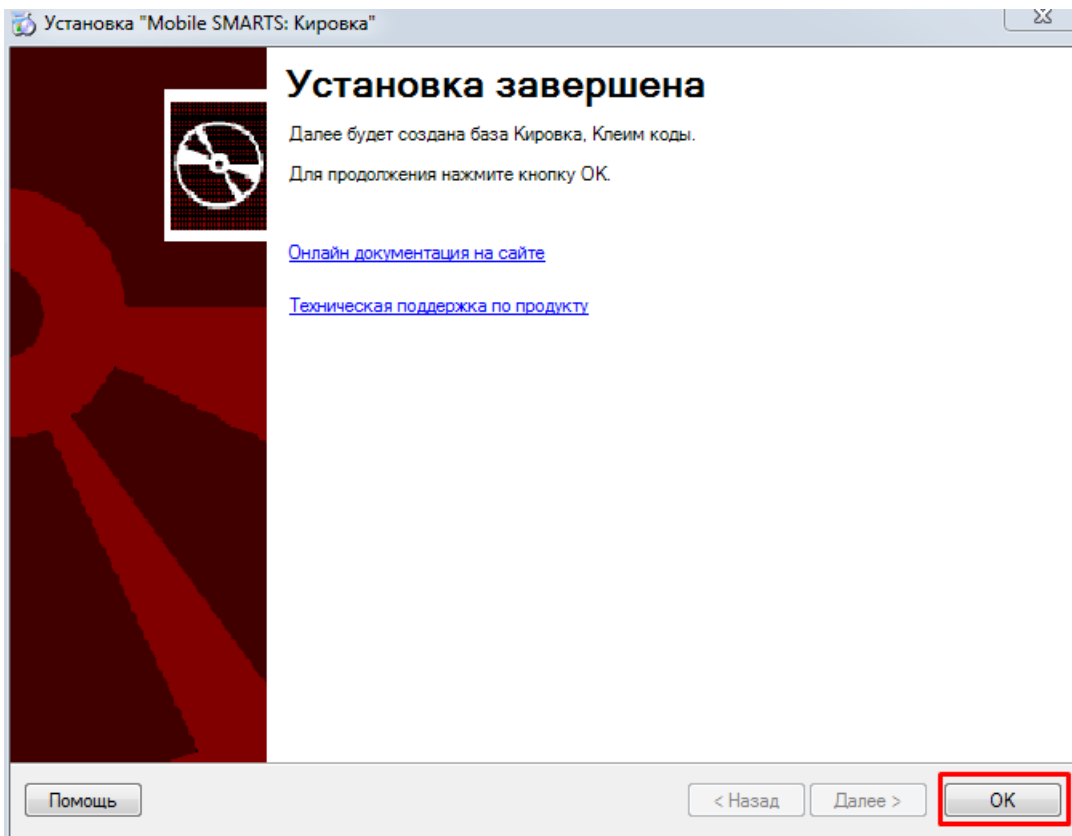 Установка "Mobile SMARTS: Кировка"
Установка завершена
Далее будет создана база Кировка, Клеим коды.
Для продолжения нажмите кнопку ОК.
Онлайн документация на сайте
Техническая поддержка по продукту
Помощь
< Назад
Далее >
ОК